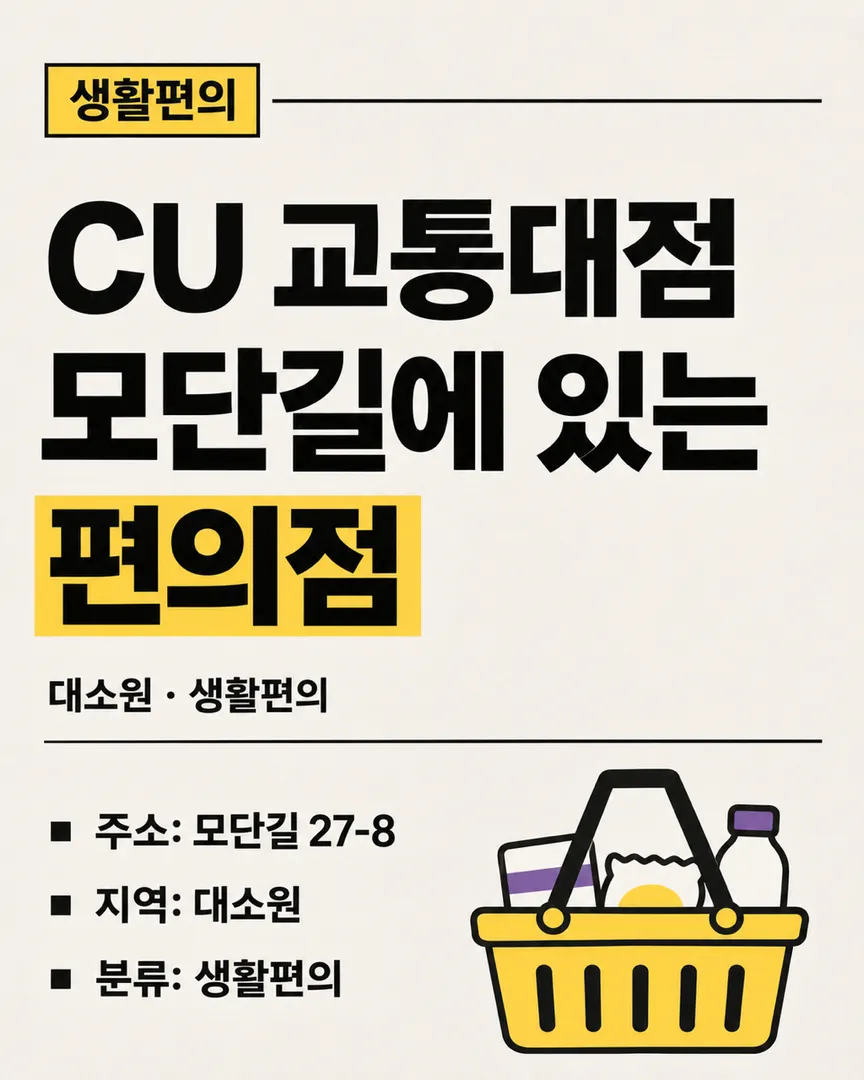 생활편의
CU 교통대점
모단길에 있는
편의점
대소원 · 생활편의
■ 주소: 모단길 27-8
■ 지역: 대소원
■ 분류: 생활편의